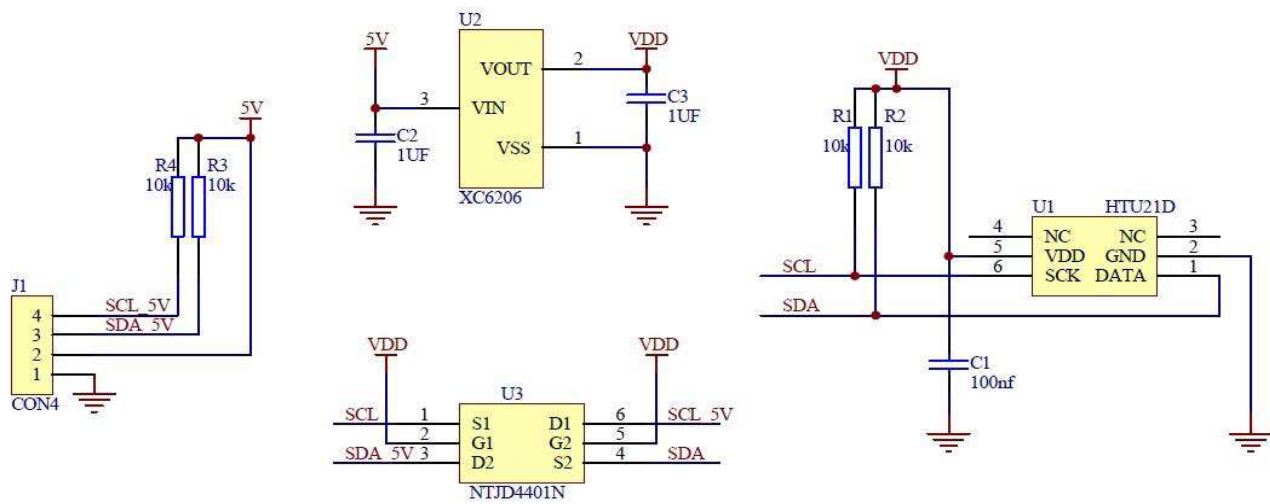 5V
R4
R3
10k
10k
J1
SCL_5V
4
SDA_5V
3
2
1
CON4
U2
5V
VDD
VOUT
2
3
VIN
C3
1UF
C2
1UF
VSS
1
XC6206
VDD
VDD
U3
SCL
1
S1
D1
6
SCL_5V
2
G1
G2
5
SDA_5V
3
D2
S2
4
SDA
NTJD4401N
VDD
R1
R2
10k
10k
U1
HTU21D
4
NC
NC
3
5
VDD
GND
2
SCL
6
SCK
DATA
1
SDA
C1
100nf